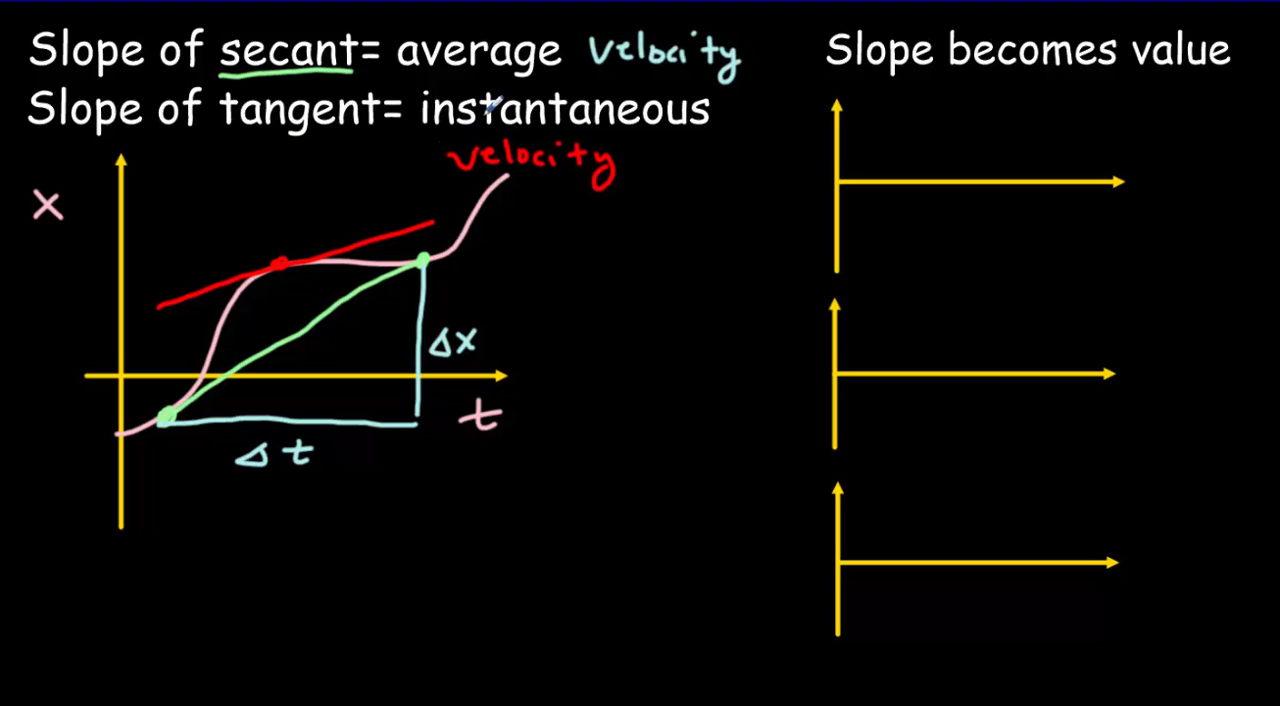 Slope of secant= average velocity
Slope becomes value
Slope of tangent= instantaneous
velocity
x
Δx
t
Δt